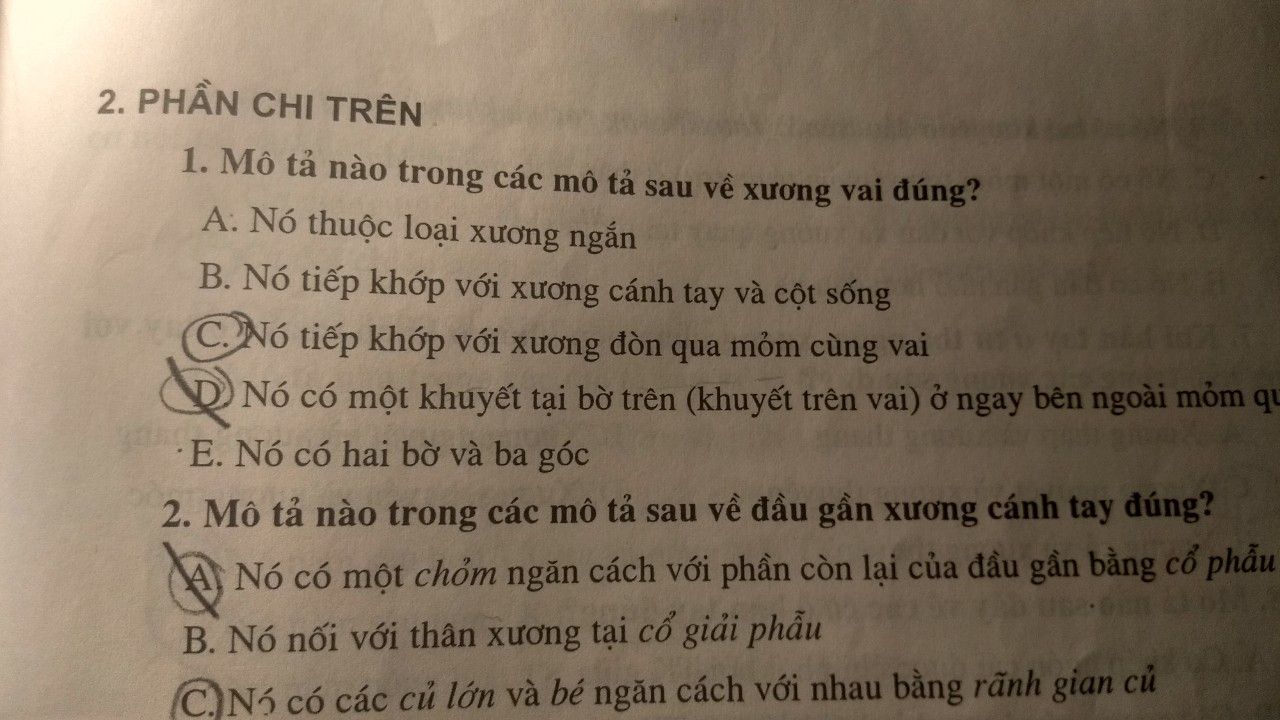 2. PHẦN CHI TRÊN
1. Mô tả nào trong các mô tả sau về xương vai đúng?
A. Nó thuộc loại xương ngắn
B. Nó tiếp khớp với xương cánh tay và cột sống
C. Nó tiếp khớp với xương đòn qua mỏm cùng vai
D. Nó có một khuyết tại bờ trên (khuyết trên vai) ở ngay bên ngoài mỏm
E. Nó có hai bờ và ba góc
2. Mô tả nào trong các mô tả sau về đầu gần xương cánh tay đúng?
A. Nó có một chỏm ngăn cách với phần còn lại của đầu gần bằng cổ phẫu
B. Nó nối với thân xương tại cổ giải phẫu
C. Nó có các củ lớn và bé ngăn cách với nhau bằng rãnh gian củ